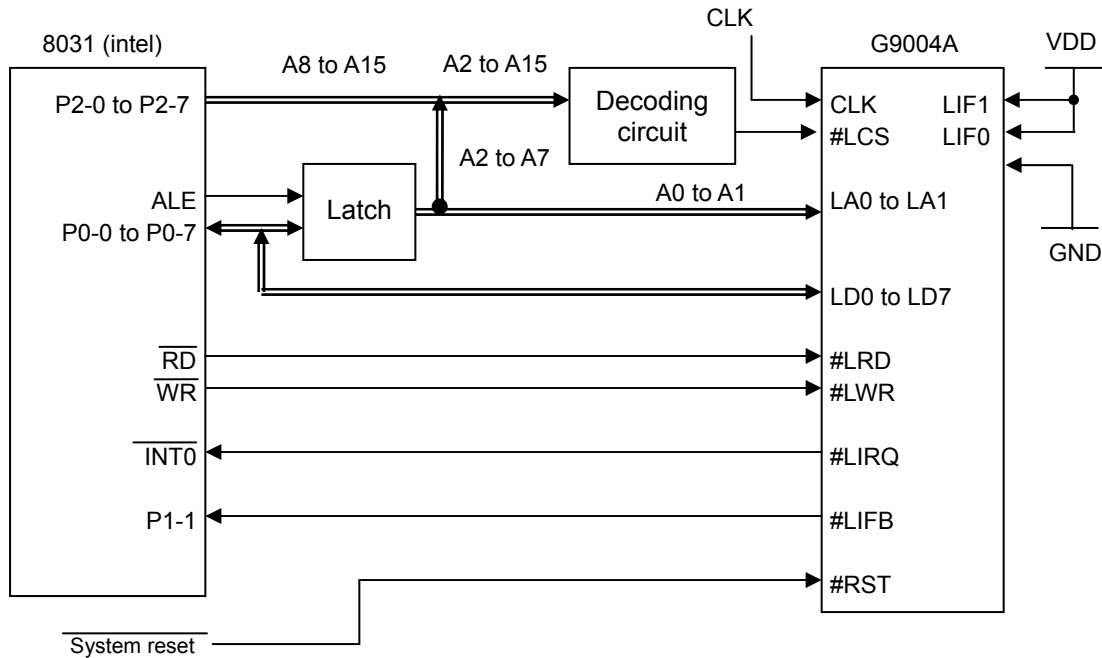 CLK
8031 (intel)
G9004A
VDD
A8 to A15
A2 to A15
P2-0 to P2-7
Decoding
circuit
CLK
LIF1
#LCS
LIF0
A2 to A7
ALE
Latch
A0 to A1
LA0 to LA1
P0-0 to P0-7
GND
LD0 to LD7
RD
#LRD
WR
#LWR
INT0
#LIRQ
P1-1
#LIFB
#RST
System reset